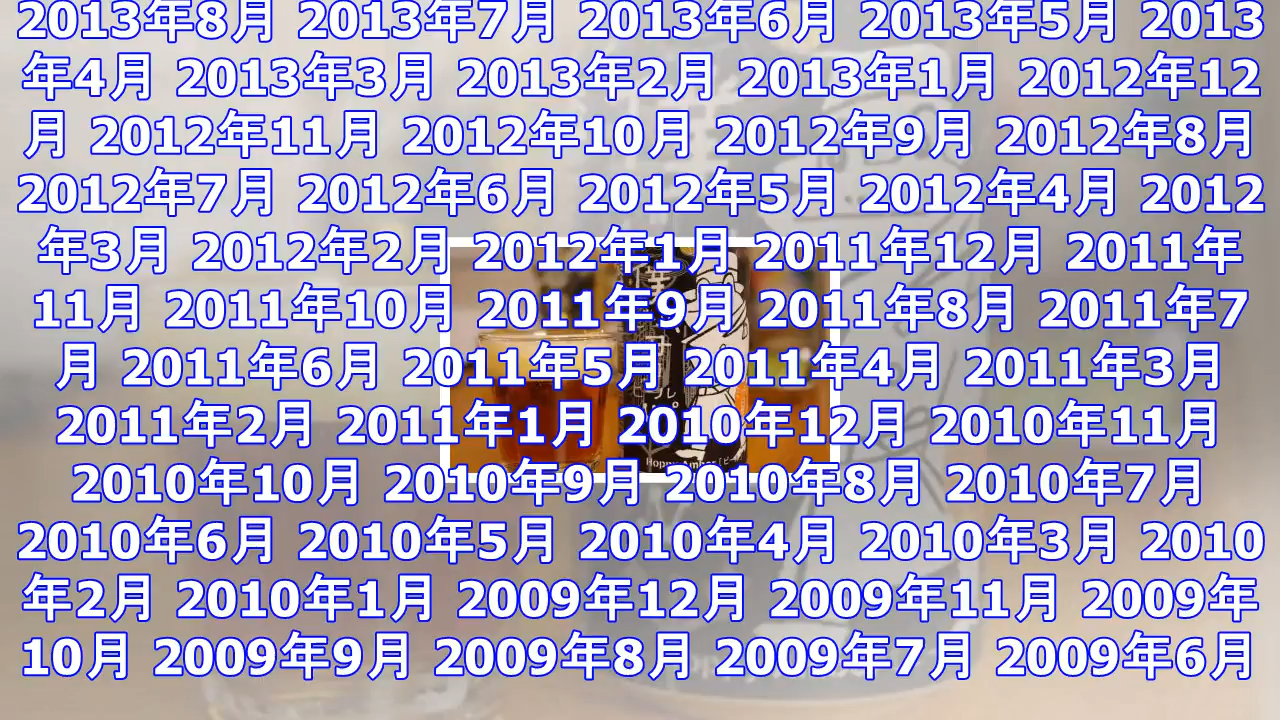 2013年8月 2013年7月 2013年6月 2013年5月 2013
年4月 2013年3月 2013年2月 2013年1月 2012年12
月 2012年11月 2012年10月 2012年9月 2012年8月
2012年7月 2012年6月 2012年5月 2012年4月 2012
年3月 2012年2月 2012年1月 2011年12月 2011年
11月 2011年10月 2011年9月 2011年8月 2011年7
月 2011年6月 2011年5月 2011年4月 2011年3月
2011年2月 2011年1月 2010年12月 2010年11月
2010年10月 2010年9月 2010年8月 2010年7月
2010年6月 2010年5月 2010年4月 2010年3月 2010
年2月 2010年1月 2009年12月 2009年11月 2009年
10月 2009年9月 2009年8月 2009年7月 2009年6月